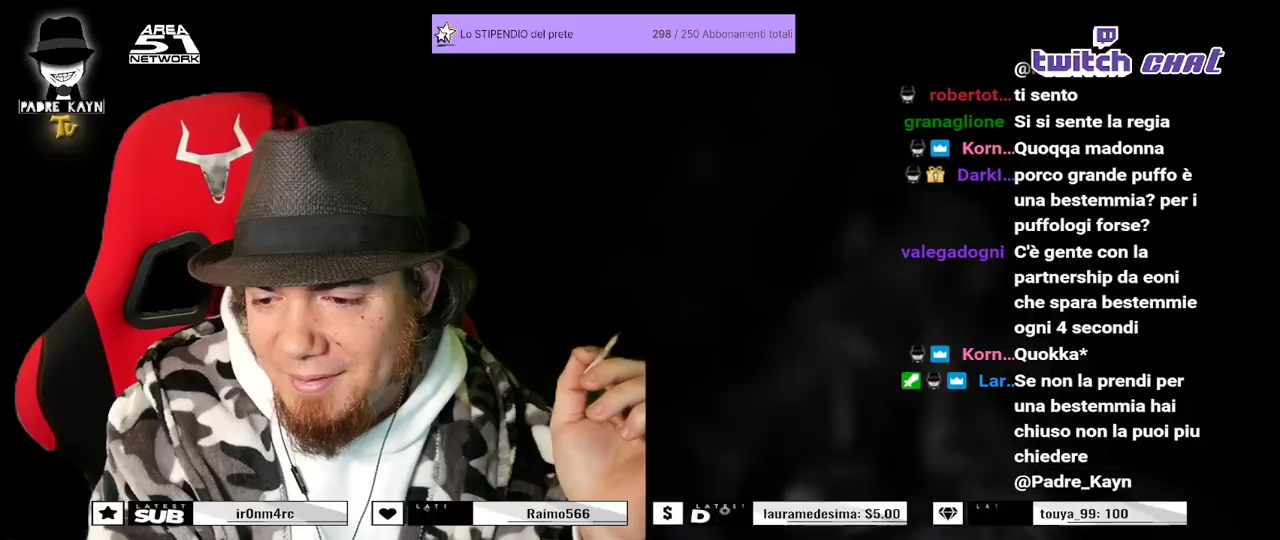 AREA
51
NETWORK
PADRE KAYN
Tv
Lo STIPENDIO del prete 298 / 250 Abbonamenti totali
twitch CHAT
@
robertot... ti sento
granaglione Si si sente la regia
Korn... Quoqqa madonna
DarkI... porco grande puffo è
una bestemmia? per i
puffologi forse?
valegadogni C'è gente con la
partnership da eoni
che spara bestemmie
ogni 4 secondi
Korn... Quokka*
Lar... Se non la prendi per
una bestemmia hai
chiuso non la puoi piu
chiedere
@Padre_Kayn
LATEST
SUB ir0nm4rc
Raimo566
$ lauramedesima: $5.00
touya_99: 100